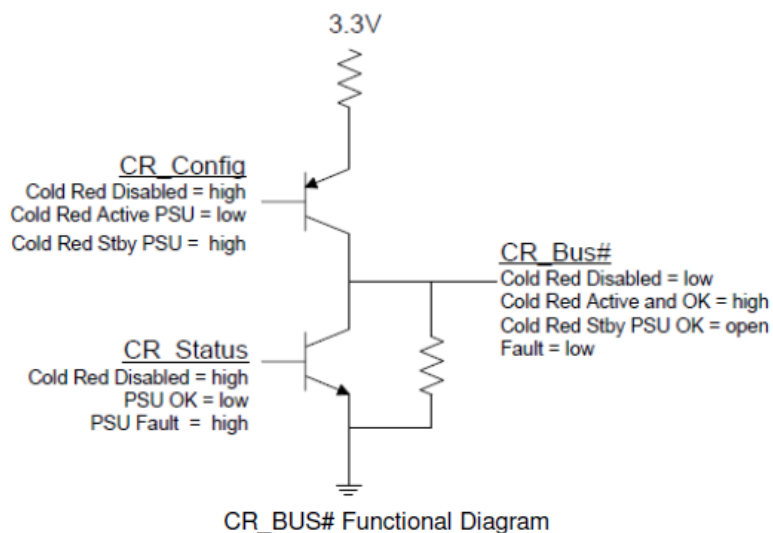 3.3V
CR_Config
Cold Red Disabled = high
Cold Red Active PSU = low
Cold Red Stby PSU = high
CR_Bus#
Cold Red Disabled = low
Cold Red Active and OK = high
Cold Red Stby PSU OK = open
Fault = low
CR_Status
Cold Red Disabled = high
PSU OK = low
PSU Fault = high
CR_BUS# Functional Diagram